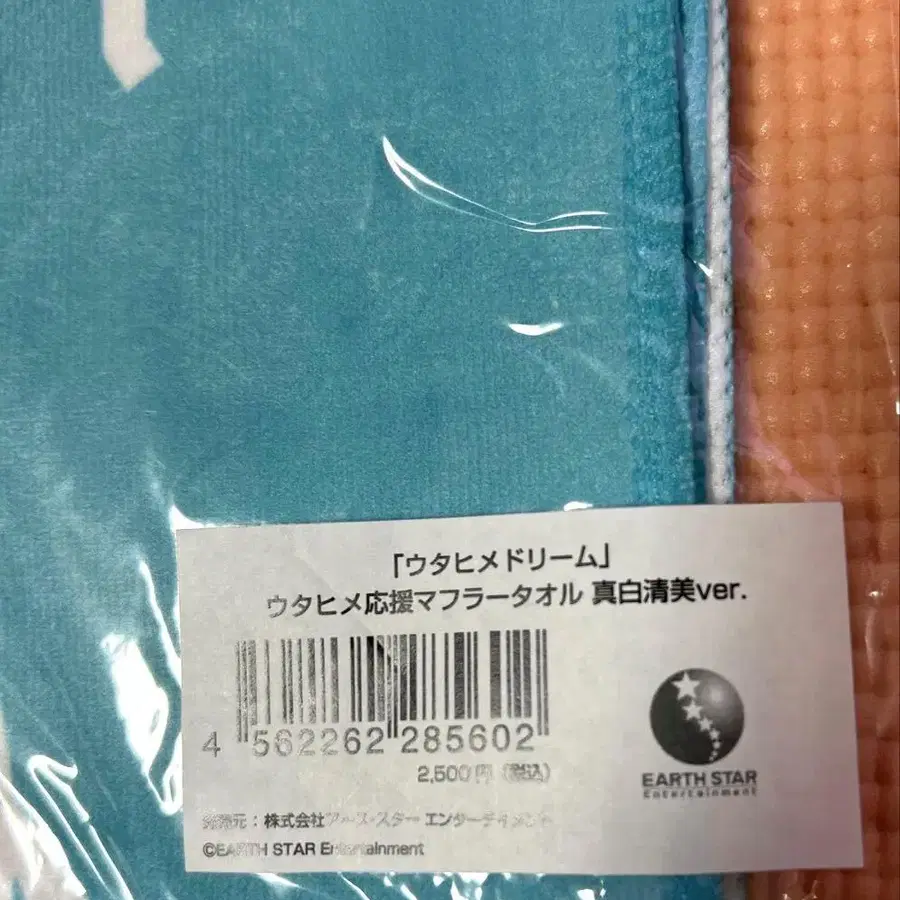 「ウタヒメドリーム」
ウタヒメ応援マフラータオル 真白清美ver.
4 562262 285602
2,500円 (税込)
EARTH STAR
Entertainment
発売元：株式会社アース・スター エンターテイメント
©EARTH STAR Entertainment